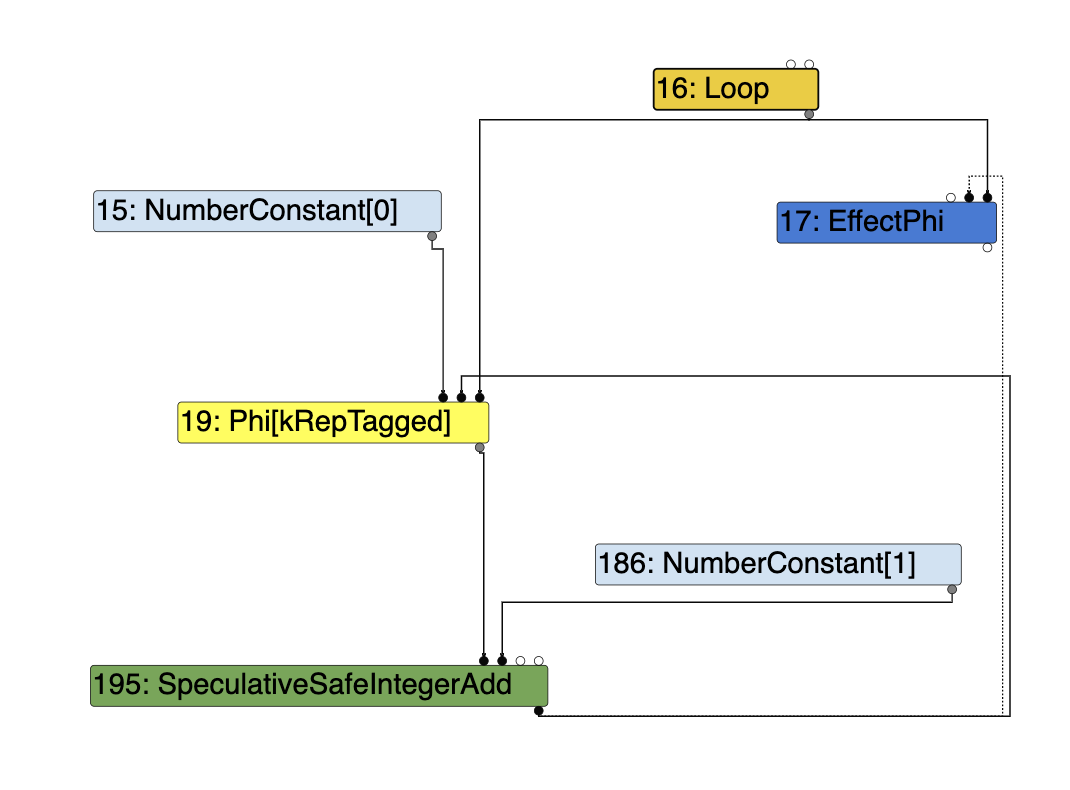 16: Loop
15: NumberConstant[0]
17: EffectPhi
19: Phi[kRepTagged]
186: NumberConstant[1]
195: SpeculativeSafeIntegerAdd